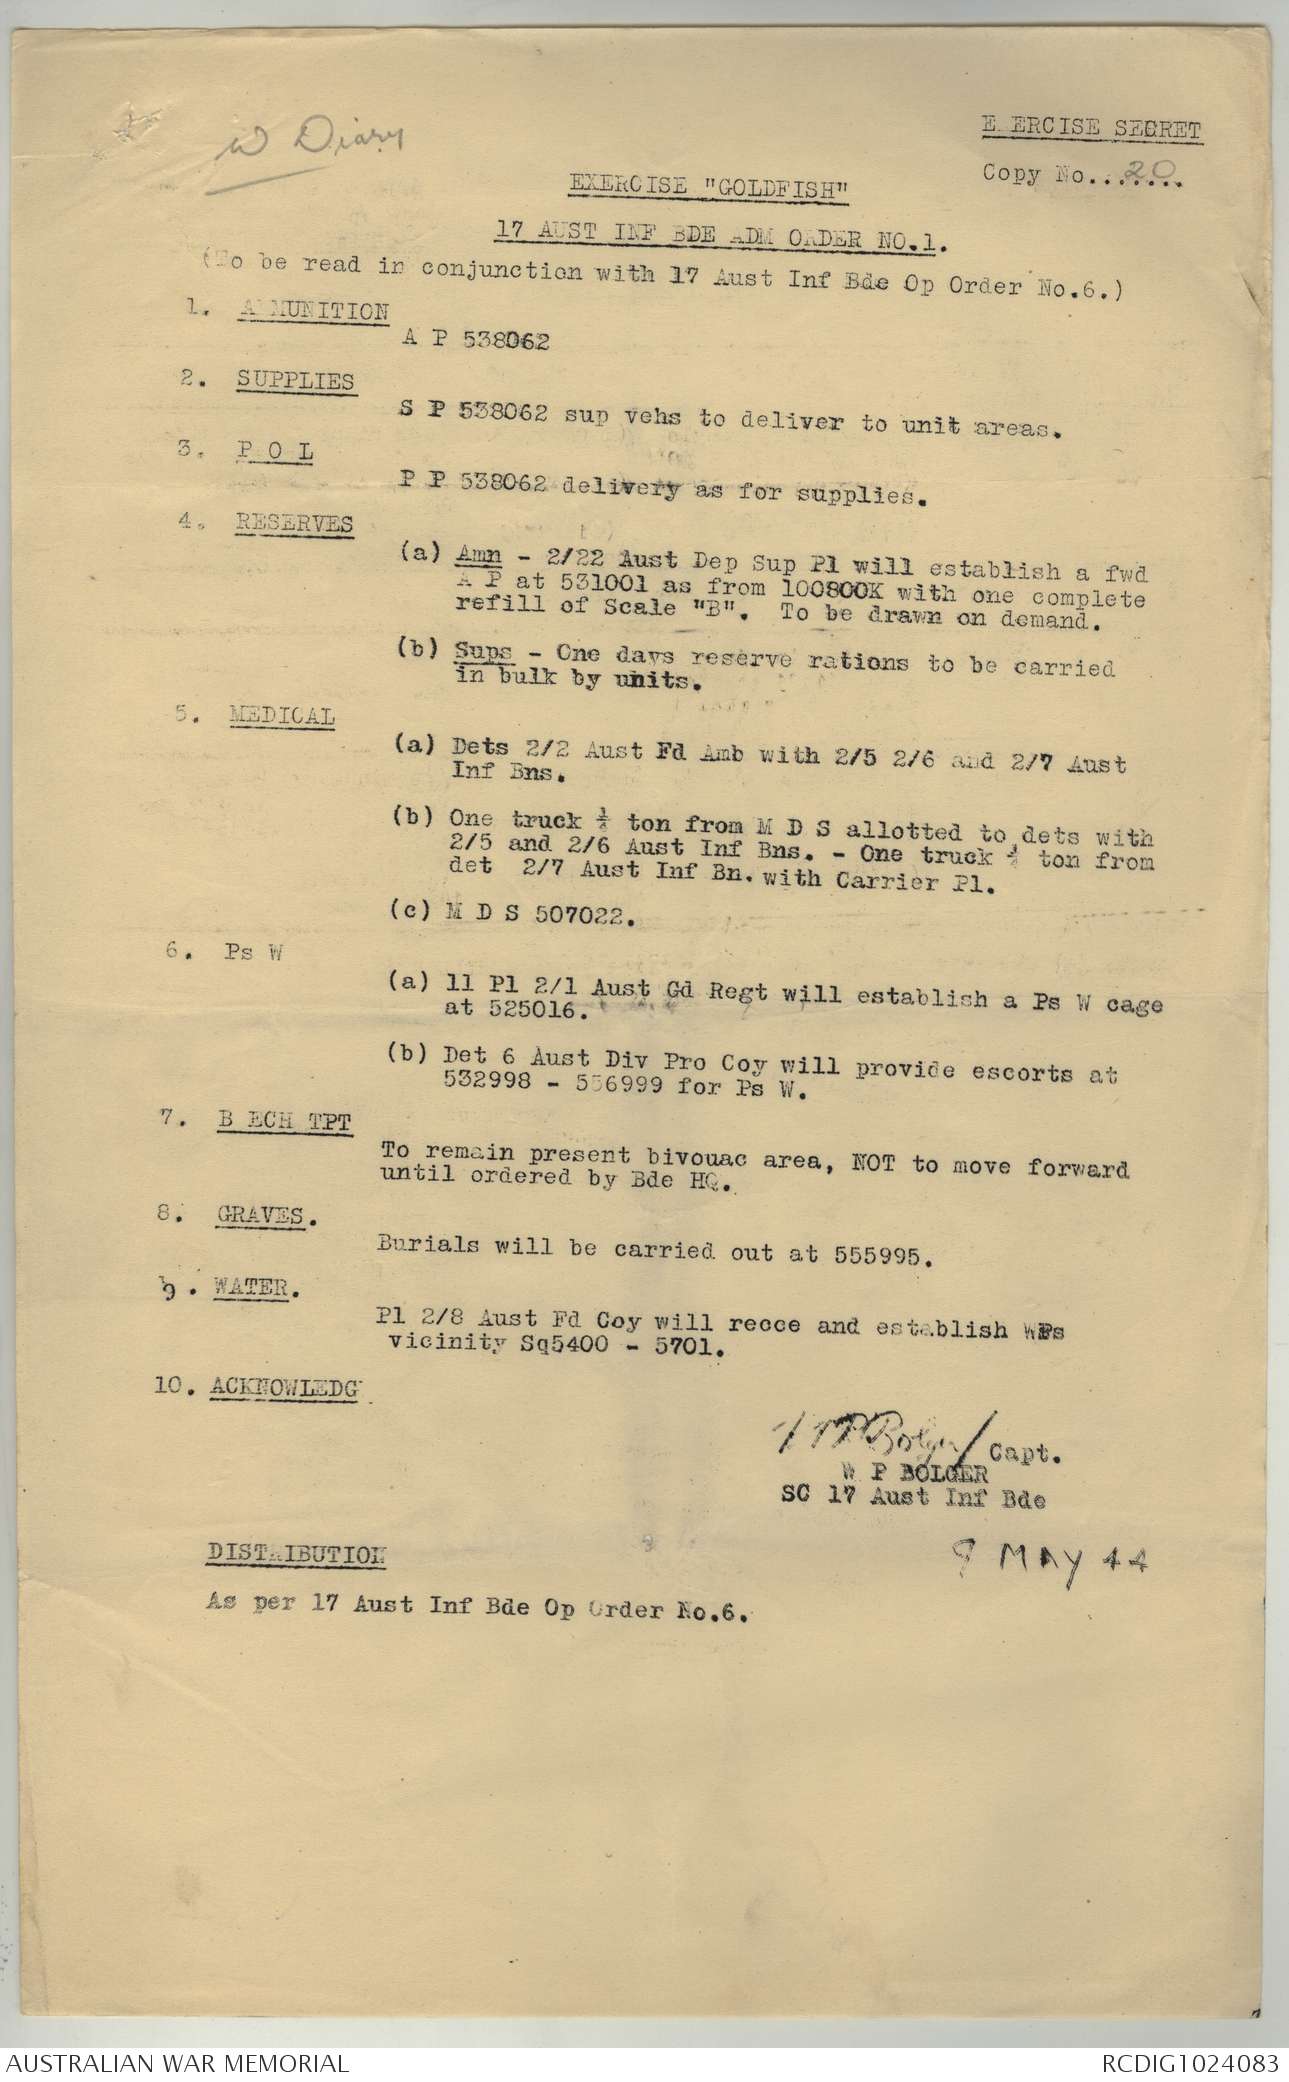 W Diary
E ERCISE SECRET
Copy No.. 20
EXERCISE "GOLDFISH"
17 AUST INF BDE ADM ORDER NO.1.
(To be read in conjunction with 17 Aust Inf Bde Op Order No.6.)
1. AMMUNITION
A P 538062
2. SUPPLIES
S P 538062 sup vehs to deliver to unit areas.
3. P O L
P P 538062 delivery as for supplies.
4. RESERVES
(a) Amn - 2/22 Aust Dep Sup Pl will establish a fwd
A P at 531001 as from 100800K with one complete
refill of Scale "B". To be drawn on demand.
(b) Sups - One days reserve rations to be carried
in bulk by units.
5. MEDICAL
(a) Dets 2/2 Aust Fd Amb with 2/5 2/6 and 2/7 Aust
Inf Bns.
(b) One truck ton from M D S allotted to dets with
2/5 and 2/6 Aust Inf Bns. - One truck ton from
det 2/7 Aust Inf Bn. with Carrier Pl.
(c) M D S 507022.
6. Ps W
(a) 11 Pl 2/1 Aust Gd Regt will establish a Ps W cage
at 525016.
(b) Det 6 Aust Div Pro Coy will provide escorts at
532998 - 556999 for Ps W.
7. B ECH TPT
To remain present bivouac area, NOT to move forward
until ordered by Bde HQ.
8. GRAVES.
Burials will be carried out at 555995.
9. WATER.
Pl 2/8 Aust Fd Coy will recce and establish WPs
vicinity Sq5400 - 5701.
10. ACKNOWLEDG
WPBolger Capt.
W P BOLGER
SC 17 Aust Inf Bde
DISTRIBUTION
9 MAY 44
As per 17 Aust Inf Bde Op Order No.6.
AUSTRALIAN WAR MEMORIAL
RCDIG1024083